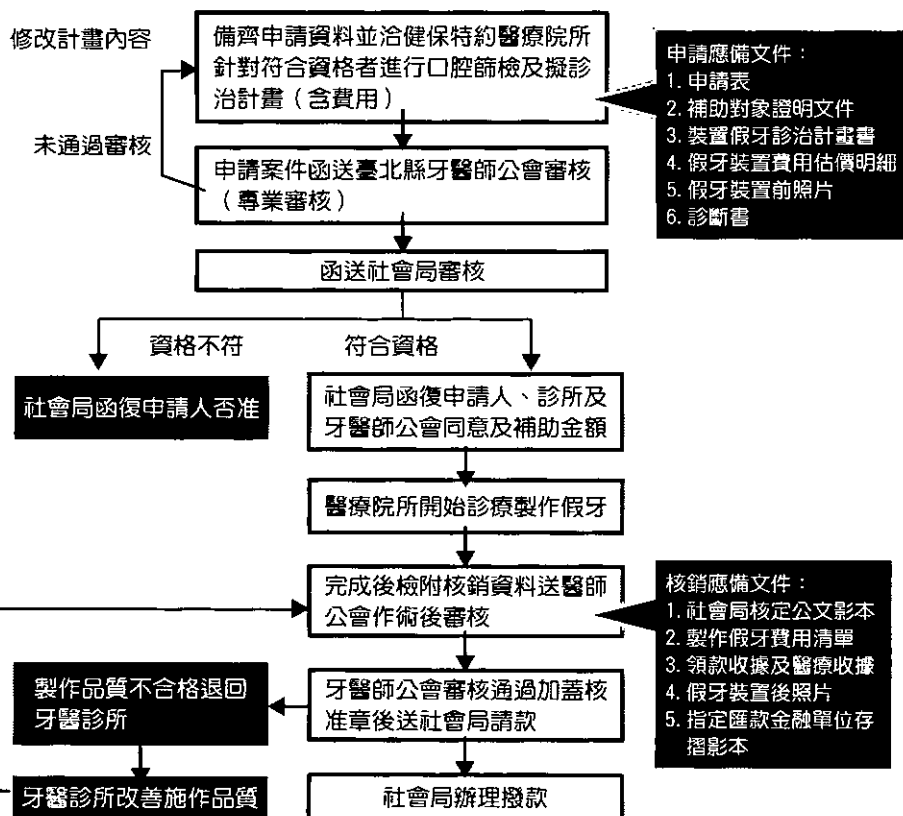 修改計畫內容
備齊申請資料並洽健保特約醫療院所
針對符合資格者進行口腔篩檢及擬診
治計畫（含費用）
申請應備文件：
1. 申請表
2. 補助對象證明文件
3. 裝置假牙診治計畫書
4. 假牙裝置費用估價明細
5. 假牙裝置前照片
6. 診斷書
未通過審核
申請案件函送臺北縣牙醫師公會審核
（專業審核）
函送社會局審核
資格不符
符合資格
社會局函復申請人否准
社會局函復申請人、診所及
牙醫師公會同意及補助金額
醫療院所開始診療製作假牙
完成後檢附核銷資料送醫師
公會作術後審核
核銷應備文件：
1. 社會局核定公文影本
2. 製作假牙費用清單
3. 領款收據及醫療收據
4. 假牙裝置後照片
5. 指定匯款金融單位存
摺影本
製作品質不合格退回
牙醫診所
牙醫師公會審核通過加蓋核
准章後送社會局請款
牙醫診所改善施作品質
社會局辦理撥款